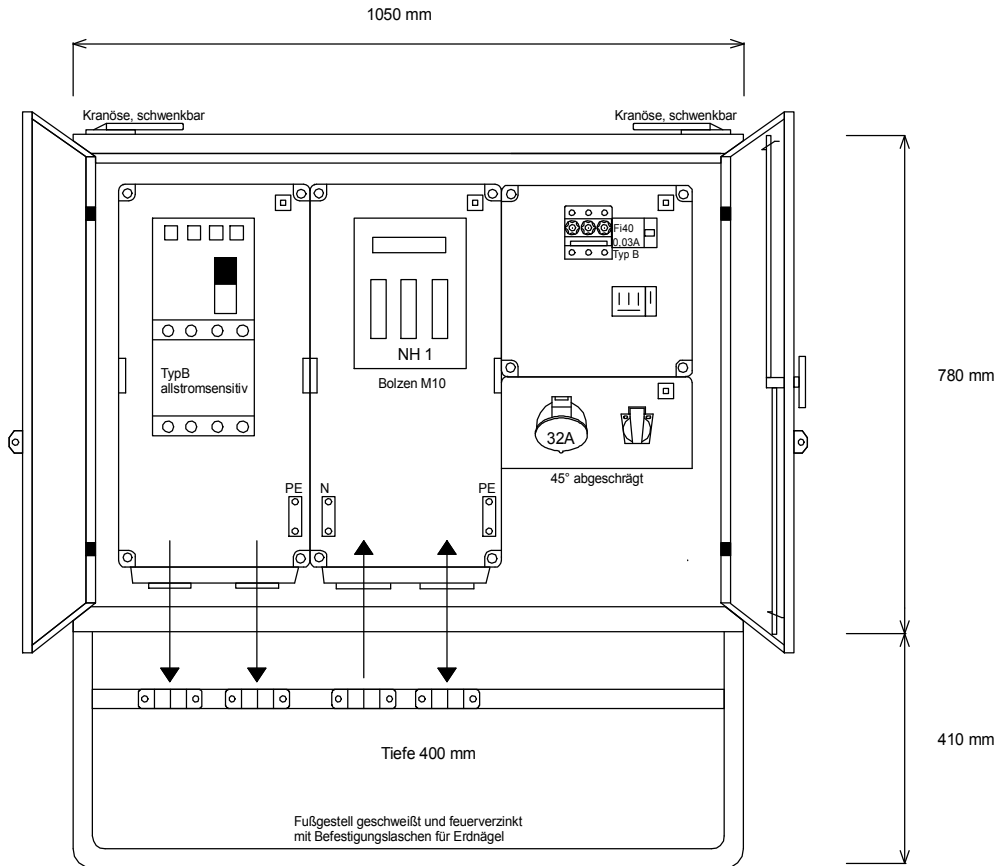 1050 mm
Kranöse, schwenkbar
Kranöse, schwenkbar
Fi40
0,03A
Typ B
NH 1
Bolzen M10
TypB
allstromsensitiv
780 mm
32A
45° abgeschrägt
PE
N
PE
410 mm
Tiefe 400 mm
Fußgestell geschweißt und feuerverzinkt
mit Befestigungslaschen für Erdnägel